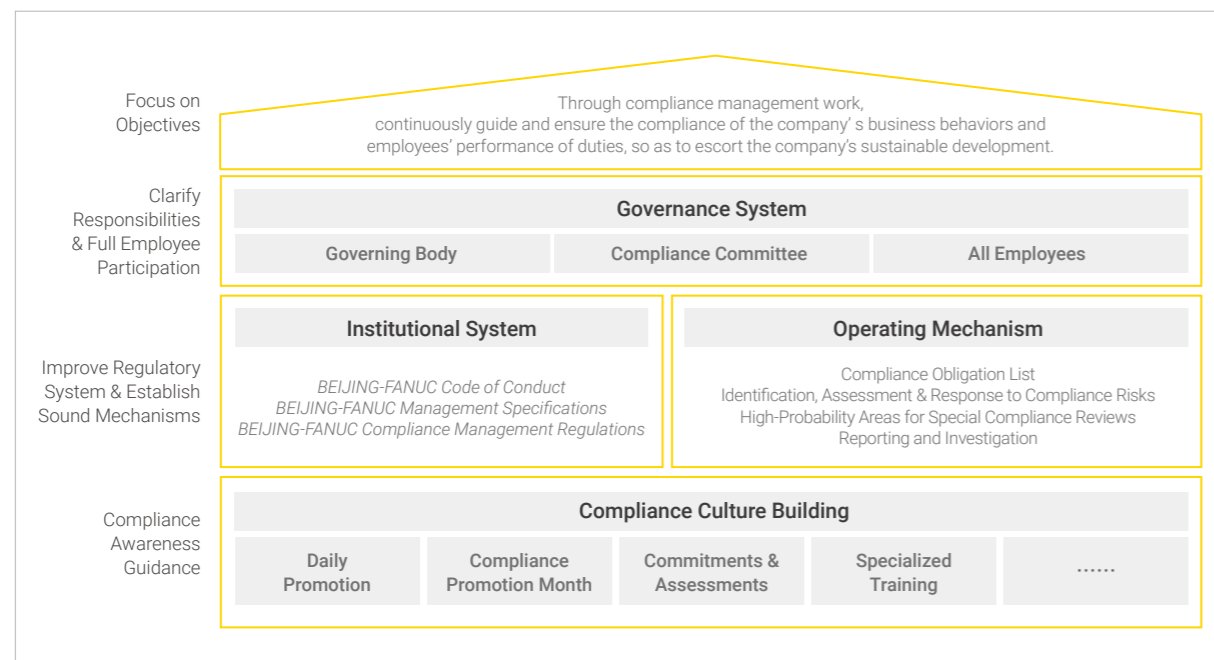 Focus on
Objectives
Through compliance management work,
continuously guide and ensure the compliance of the company' s business behaviors and
employees' performance of duties, so as to escort the company's sustainable development.
Clarify
Responsibilities
& Full Employee
Participation
Governance System
Governing Body
Compliance Committee
All Employees
Improve Regulatory
System & Establish
Sound Mechanisms
Institutional System
BEIJING-FANUC Code of Conduct
BEIJING-FANUC Management Specifications
BEIJING-FANUC Compliance Management Regulations
Operating Mechanism
Compliance Obligation List
Identification, Assessment & Response to Compliance Risks
High-Probability Areas for Special Compliance Reviews
Reporting and Investigation
Compliance
Awareness
Guidance
Compliance Culture Building
Daily
Promotion
Compliance
Promotion Month
Commitments &
Assessments
Specialized
Training
......